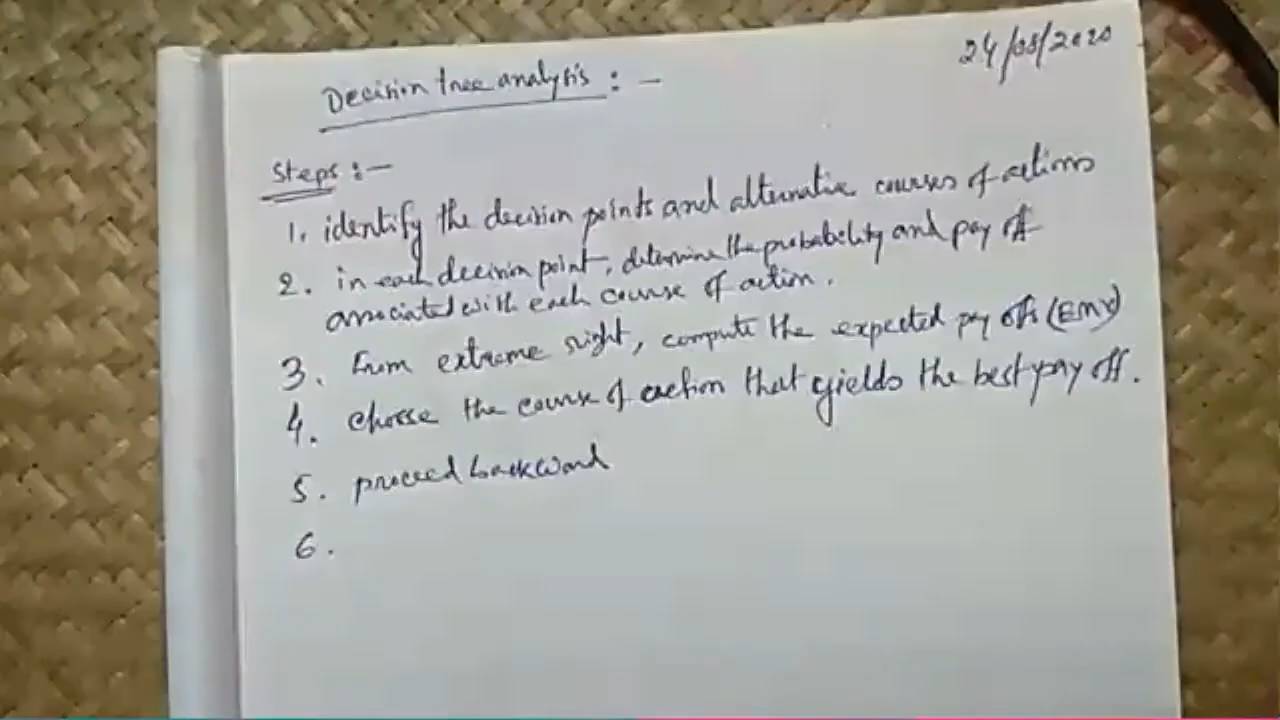 24/08/2020
Decision tree analysis : -
Steps : -
1. identify the decision points and alternative courses of actions
2. in each decision point, determine the probability and pay off
associated with each course of action.
3. From extreme right, compute the expected pay offs (EMV)
4. choose the course of action that yields the best pay off.
5. proceed backward
6.